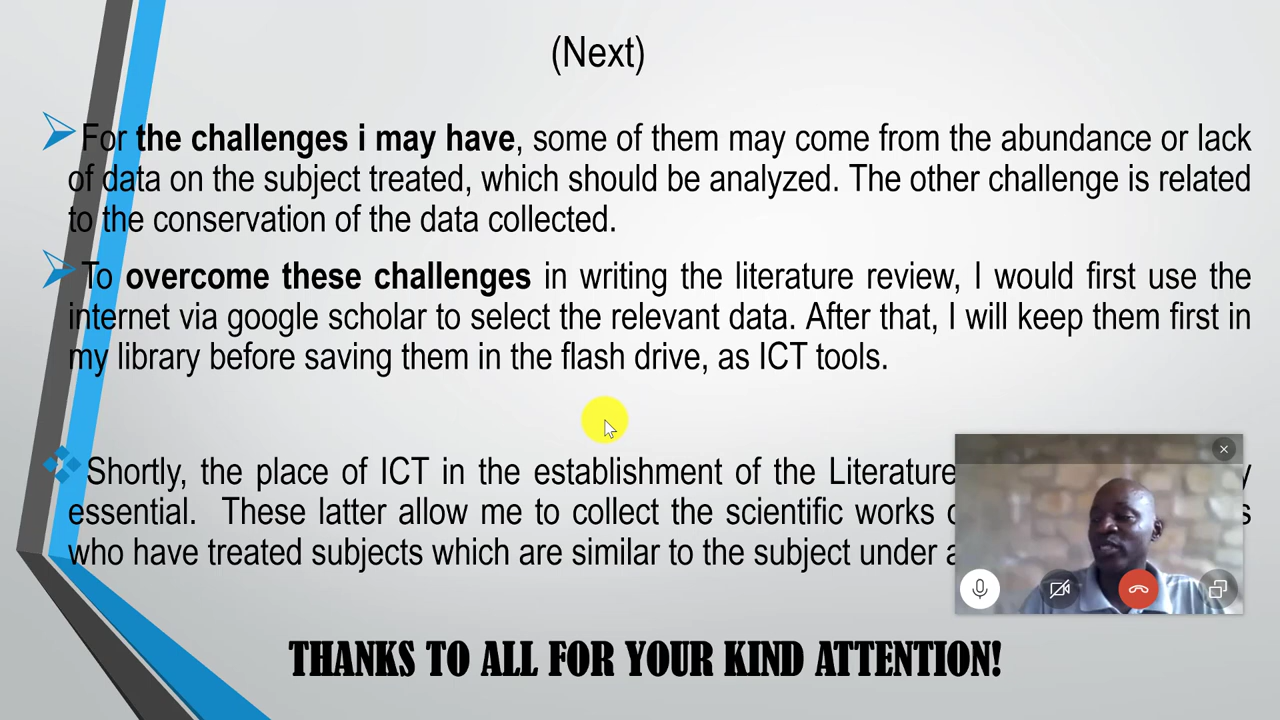 (Next)
For the challenges i may have, some of them may come from the abundance or lack
of data on the subject treated, which should be analyzed. The other challenge is related
to the conservation of the data collected.
To overcome these challenges in writing the literature review, I would first use the
internet via google scholar to select the relevant data. After that, I will keep them first in
my library before saving them in the flash drive, as ICT tools.
Shortly, the place of ICT in the establishment of the Literature
essential. These latter allow me to collect the scientific works
who have treated subjects which are similar to the subject under
THANKS TO ALL FOR YOUR KIND ATTENTION!